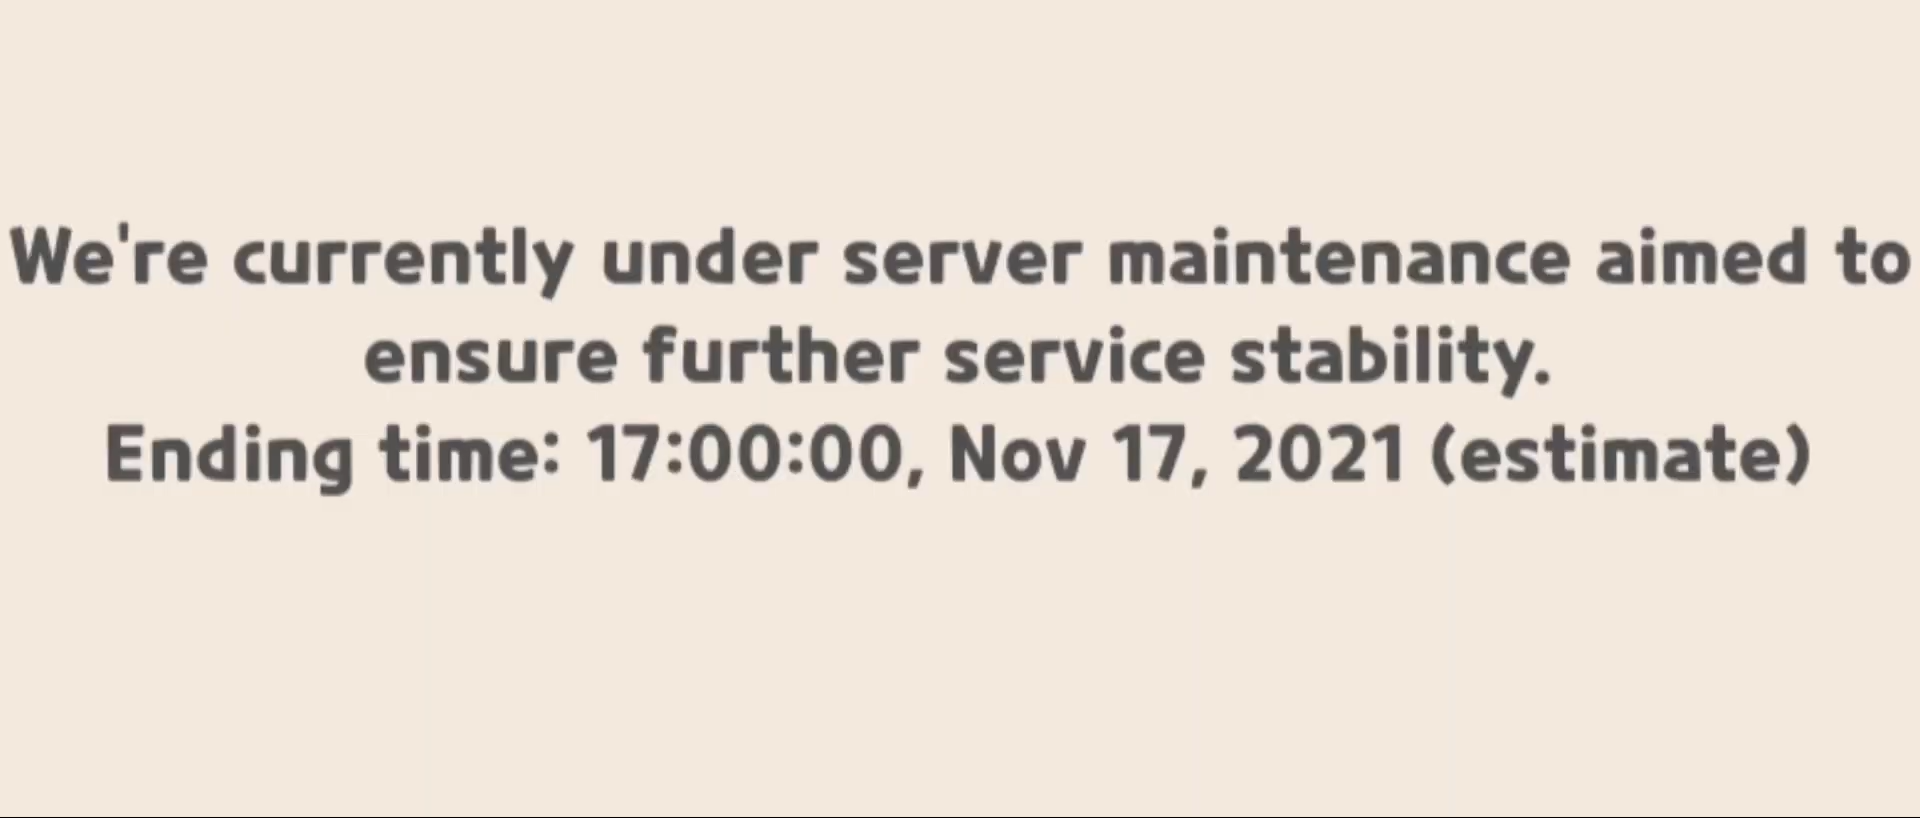 We're currently under server maintenance aimed to
ensure further service stability.
Ending time: 17:00:00, Nov 17, 2021 (estimate)